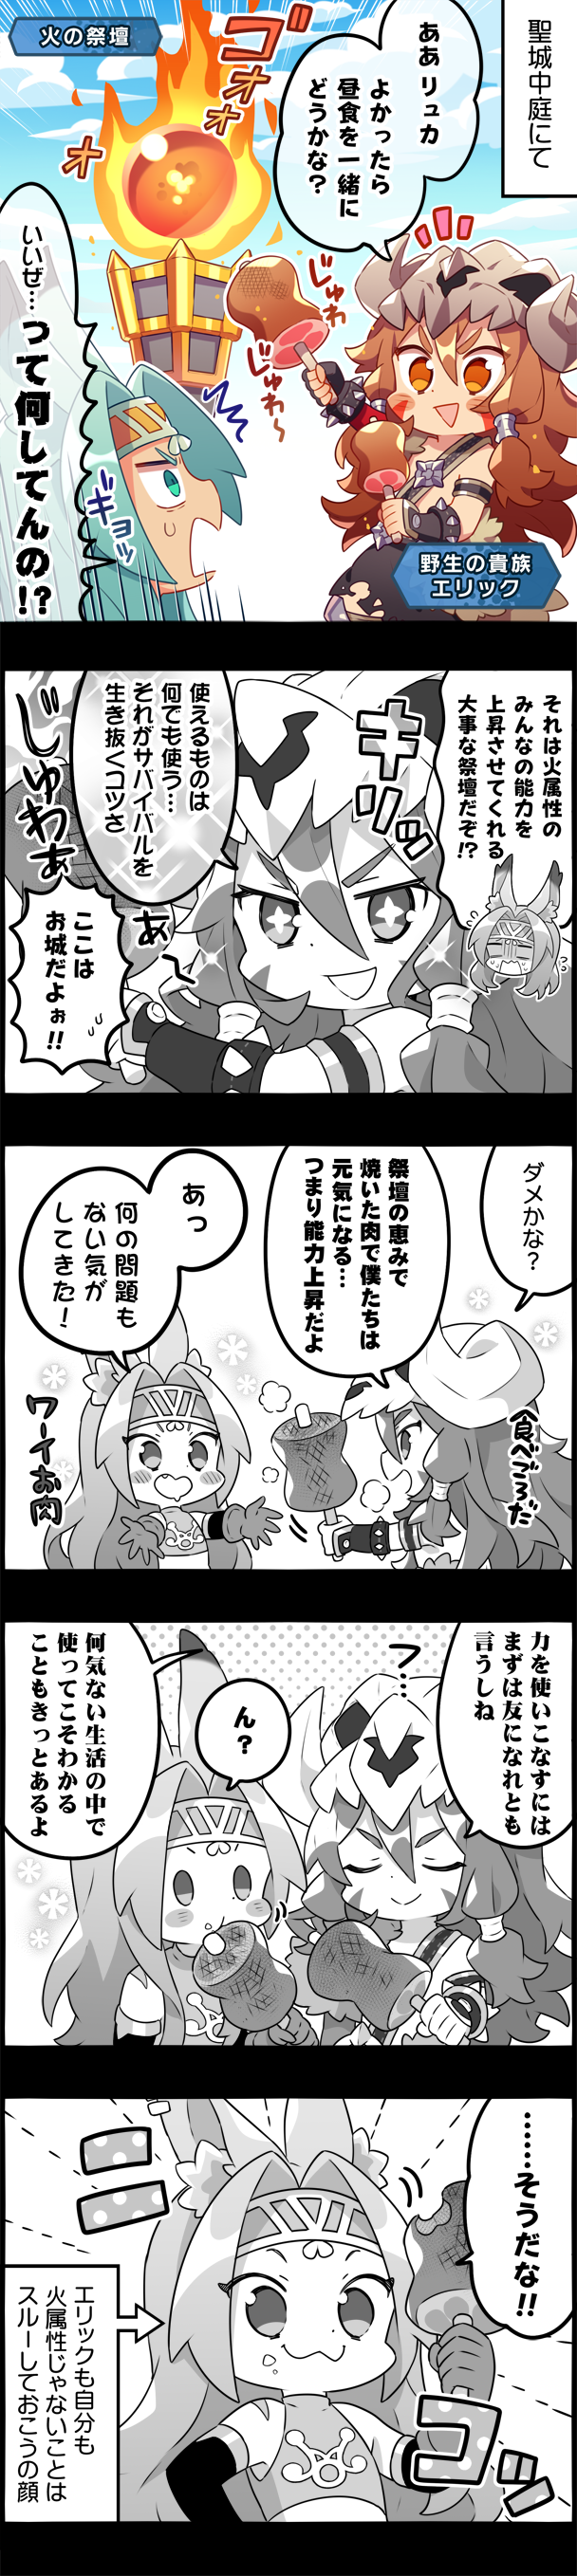 聖城中庭にて
火の祭壇
ああ リュカ
よかったら
昼食を一緒に
どうかな?
ゴオォォオ
じゅわ
じゅわ〜
いいぜ…って何してんの!?
ギョッ
野生の貴族
エリック
それは火属性の
みんなの能力を
上昇させてくれる
大事な祭壇だぞ!?
キリッ
使えるものは
何でも使う…
それがサバイバルを
生き抜くコツさ
じゅわぁ
あ〜
ここは
お城だよぉ!!
ダメかな?
祭壇の恵みで
焼いた肉で僕たちは
元気になる…
つまり能力上昇だよ
食べごろだ
あっ
何の問題も
ない気が
してきた!
ワーイお肉
力を使いこなすには
まずは友になれとも
言うしね
フ…
ん?
何気ない生活の中で
使ってこそわかる
こともきっとあるよ
……そうだな!!
コクッ
エリックも自分も
火属性じゃないことは
スルーしておこうの顔